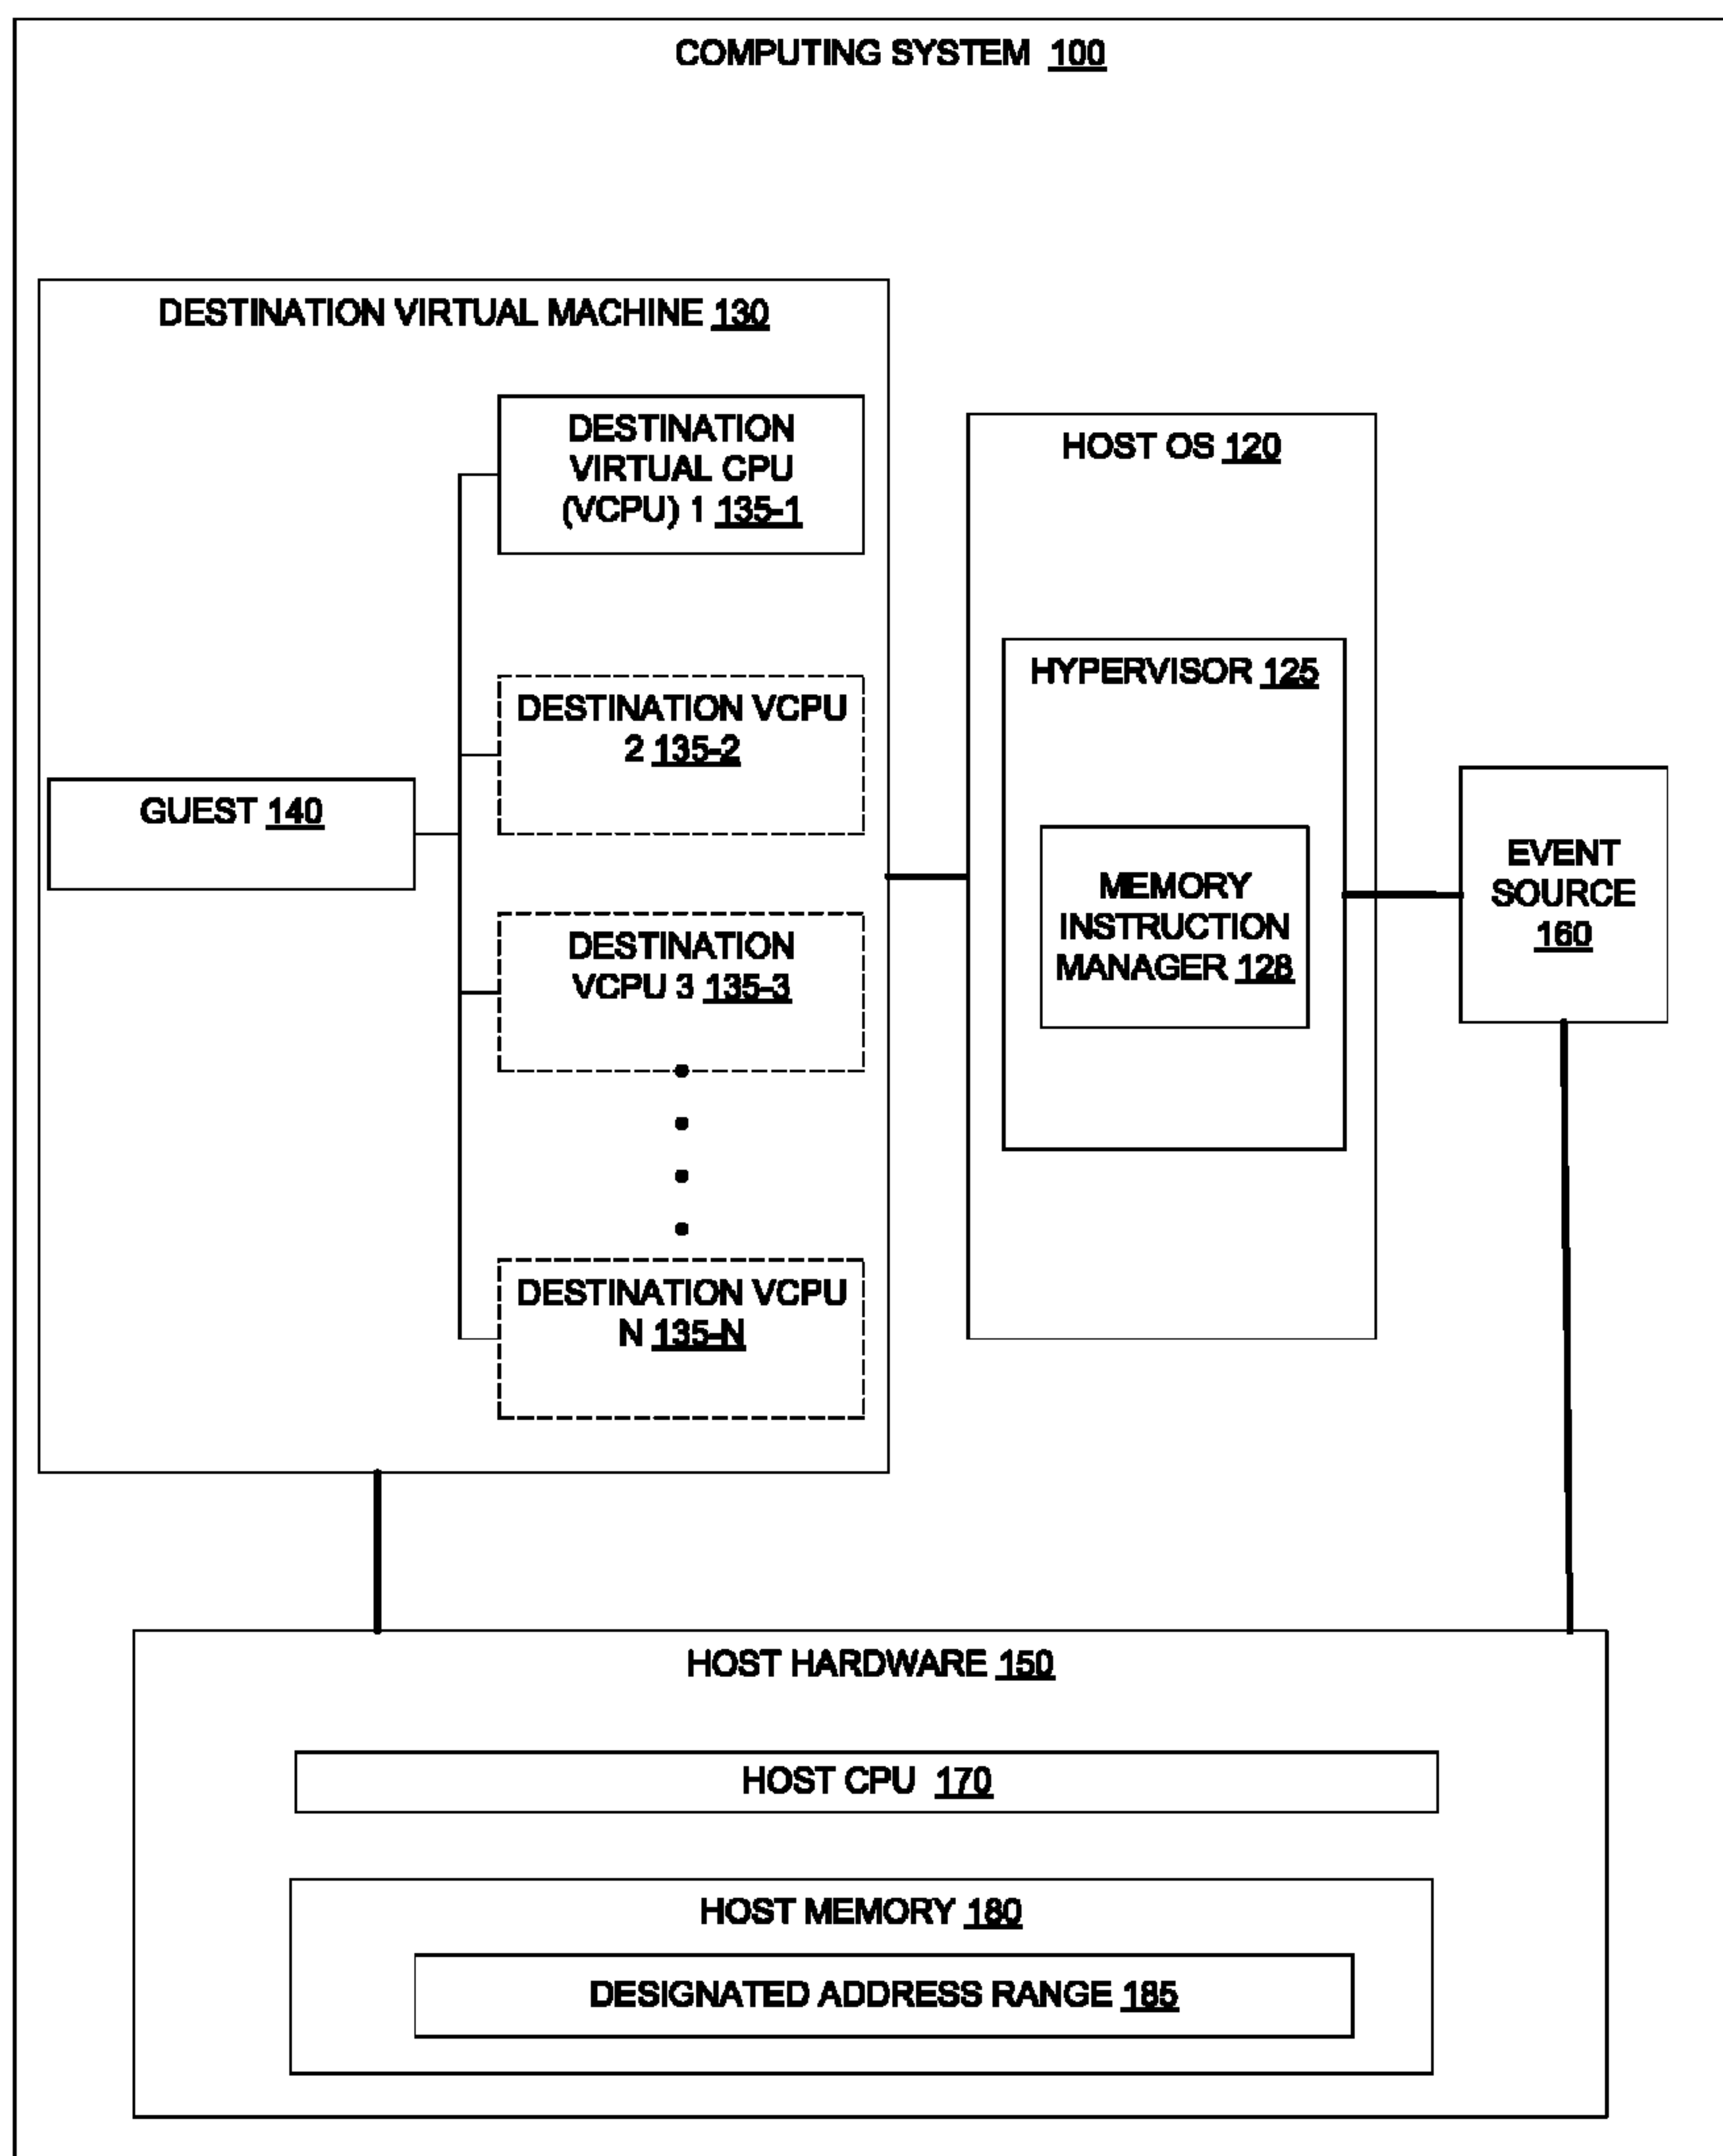 COMPUTING SYSTEM 100
DESTINATION VIRTUAL MACHINE 130
DESTINATION
VIRTUAL CPU
(VCPU) 1 135-1
DESTINATION VCPU
2 135-2
GUEST 140
DESTINATION
VCPU 3 135-3
DESTINATION VCPU
N 135-N
HOST OS 120
HYPERVISOR 125
MEMORY
INSTRUCTION
MANAGER 128
EVENT
SOURCE
160
HOST HARDWARE 150
HOST CPU 170
HOST MEMORY 180
DESIGNATED ADDRESS RANGE 185